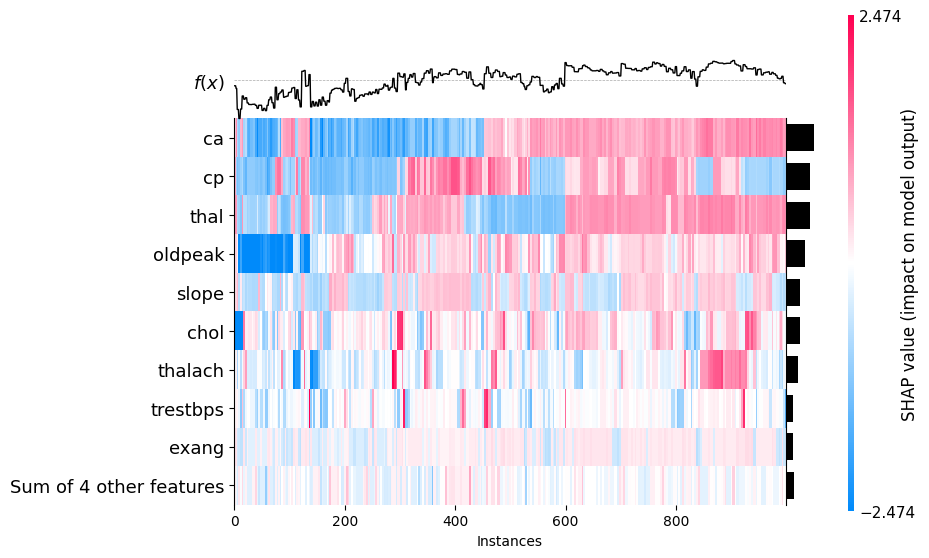 2.474
f(x)
ca
cp
thal
oldpeak
slope
chol
thalach
trestbps
exang
Sum of 4 other features
0 200 400 600 800
Instances
SHAP value (impact on model output)
−2.474